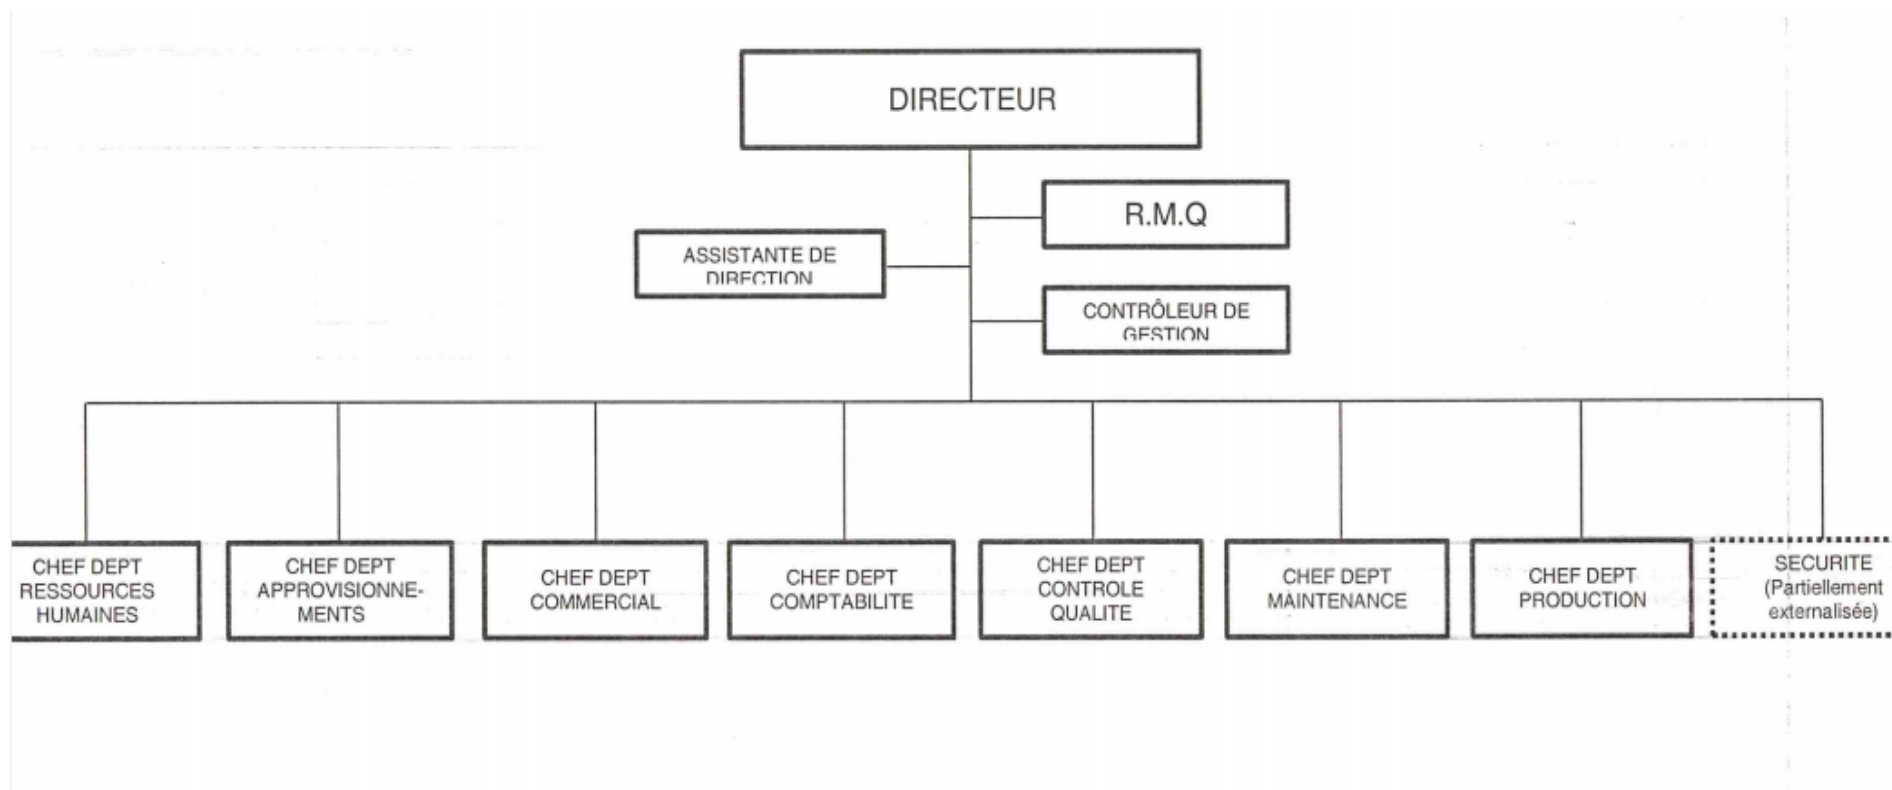 DIRECTEUR
R.M.Q
ASSISTANTE DE
DIRECTION
CONTRÔLEUR DE
GESTION
CHEF DEPT
RESSOURCES
HUMAINES
CHEF DEPT
APPROVISIONNE-
MENTS
CHEF DEPT
COMMERCIAL
CHEF DEPT
COMPTABILITE
CHEF DEPT
CONTROLE
QUALITE
CHEF DEPT
MAINTENANCE
CHEF DEPT
PRODUCTION
SECURITE
(Partiellement
externalisée)